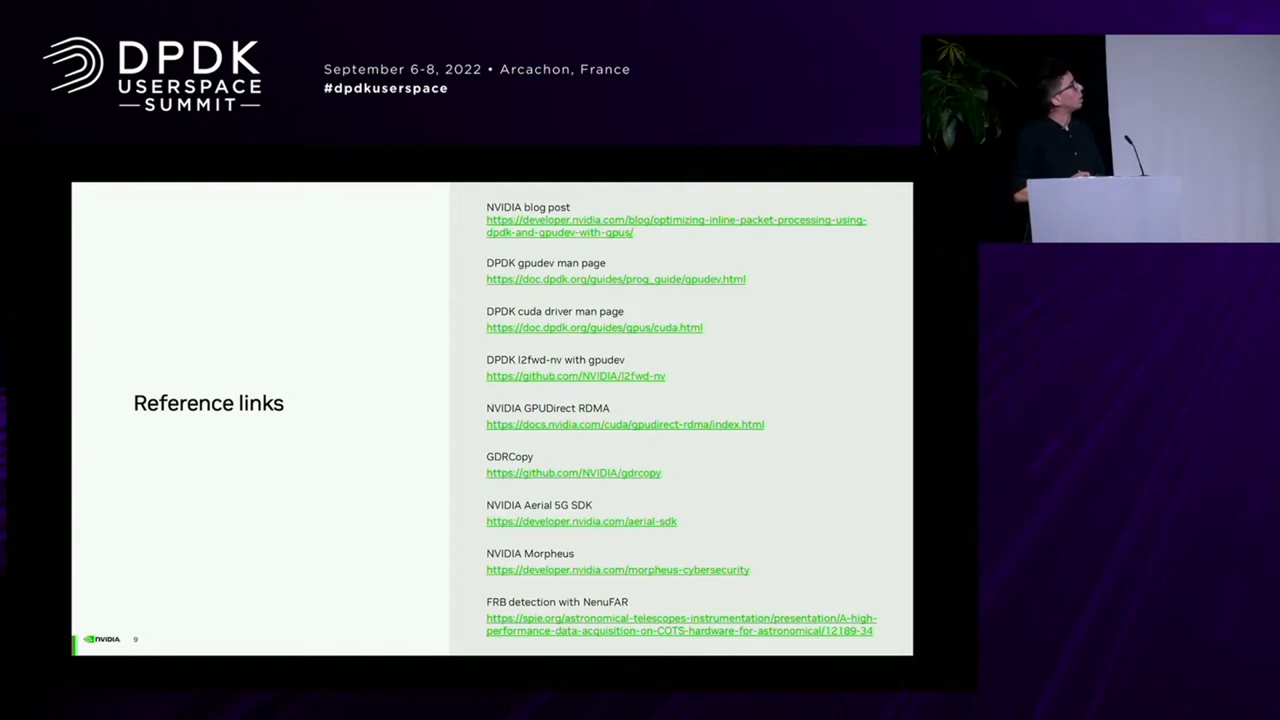 DPDK
USERSPACE
SUMMIT
September 6-8, 2022 • Arcachon, France
#dpdkuserspace
Reference links
NVIDIA blog post
https://developer.nvidia.com/blog/optimizing-inline-packet-processing-using-
dpdk-and-gpudev-with-gpus/
DPDK gpudev man page
https://doc.dpdk.org/guides/prog_guide/gpudev.html
DPDK cuda driver man page
https://doc.dpdk.org/guides/gpus/cuda.html
DPDK l2fwd-nv with gpudev
https://github.com/NVIDIA/l2fwd-nv
NVIDIA GPUDirect RDMA
https://docs.nvidia.com/cuda/gpudirect-rdma/index.html
GDRCopy
https://github.com/NVIDIA/gdrcopy
NVIDIA Aerial 5G SDK
https://developer.nvidia.com/aerial-sdk
NVIDIA Morpheus
https://developer.nvidia.com/morpheus-cybersecurity
FRB detection with NenuFAR
https://spie.org/astronomical-telescopes-instrumentation/presentation/A-high-
performance-data-acquisition-on-COTS-hardware-for-astronomical/12189-34
NVIDIA. 9